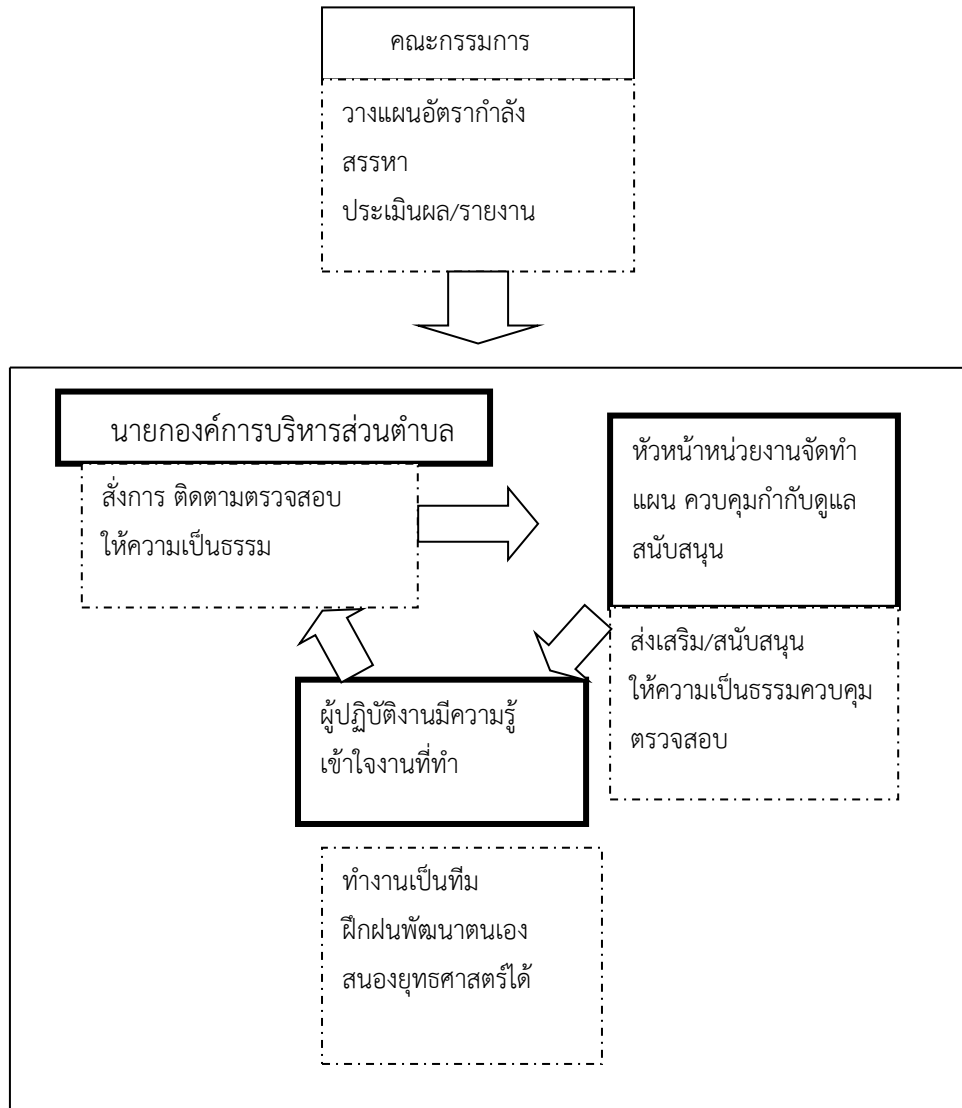 คณะกรรมการ
วางแผนอัตรากำลัง
สรรหา
ประเมินผล/รายงาน
นายกองค์การบริหารส่วนตำบล
สั่งการ ติดตามตรวจสอบ
ให้ความเป็นธรรม
หัวหน้าหน่วยงานจัดทำ
แผน ควบคุมกำกับดูแล
สนับสนุน
ส่งเสริม/สนับสนุน
ให้ความเป็นธรรมควบคุม
ตรวจสอบ
ผู้ปฏิบัติงานมีความรู้
เข้าใจงานที่ทำ
ทำงานเป็นทีม
ฝึกฝนพัฒนาตนเอง
สนองยุทธศาสตร์ได้